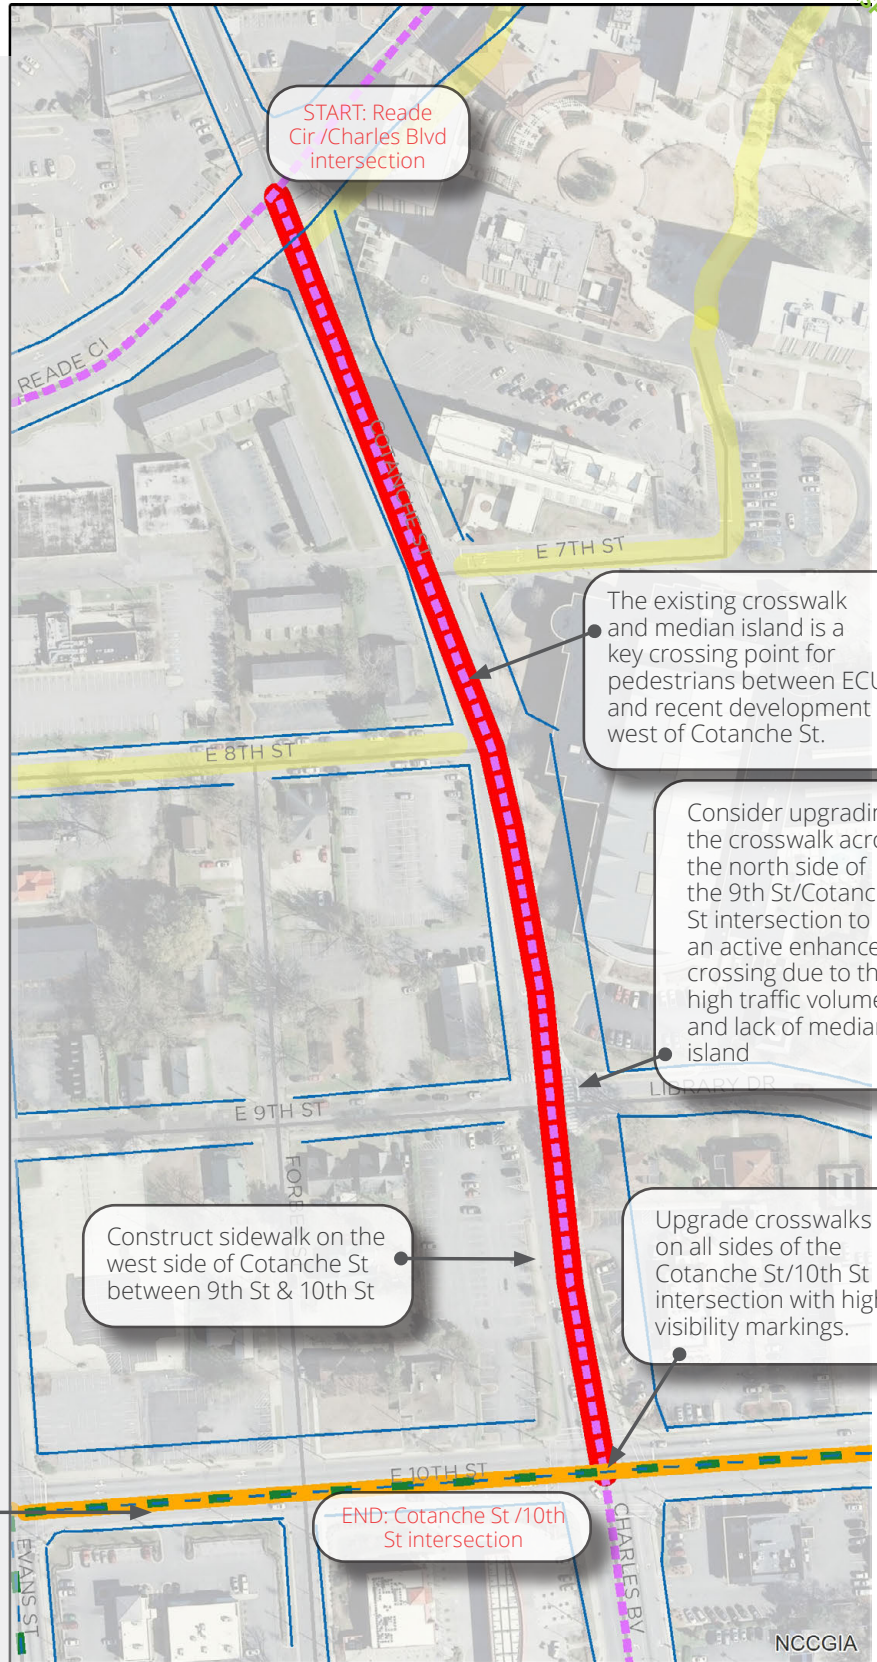 START: Reade
Cir /Charles Blvd
intersection
READE CI
COTANCHE ST
E 7TH ST
The existing crosswalk
and median island is a
key crossing point for
pedestrians between ECU
and recent development
west of Cotanche St.
E 8TH ST
Consider upgradin
the crosswalk acro
the north side of
the 9th St/Cotanc
St intersection to
an active enhance
crossing due to th
high traffic volume
and lack of median
island
LIBRARY DR
E 9TH ST
Construct sidewalk on the
west side of Cotanche St
between 9th St & 10th St
Upgrade crosswalks
on all sides of the
Cotanche St/10th St
intersection with high
visibility markings.
E 10TH ST
END: Cotanche St /10th
St intersection
EVANS ST
CHARLES BV
NCCGIA